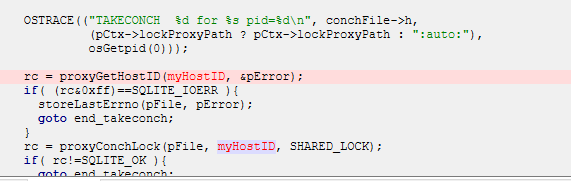 OSTRACE(("TAKECONCH  %d for %s pid=%d\n", conchFile->h,
(pCtx->lockProxyPath ? pCtx->lockProxyPath : ":auto:"),
osGetpid(0)));
rc = proxyGetHostID(myHostID, &pError);
if( (rc&0xff)==SQLITE_IOERR ){
storeLastErrno(pFile, pError);
goto end_takeconch;
}
rc = proxyConchLock(pFile, myHostID, SHARED_LOCK);
if( rc!=SQLITE_OK ){
goto end_takeconch;